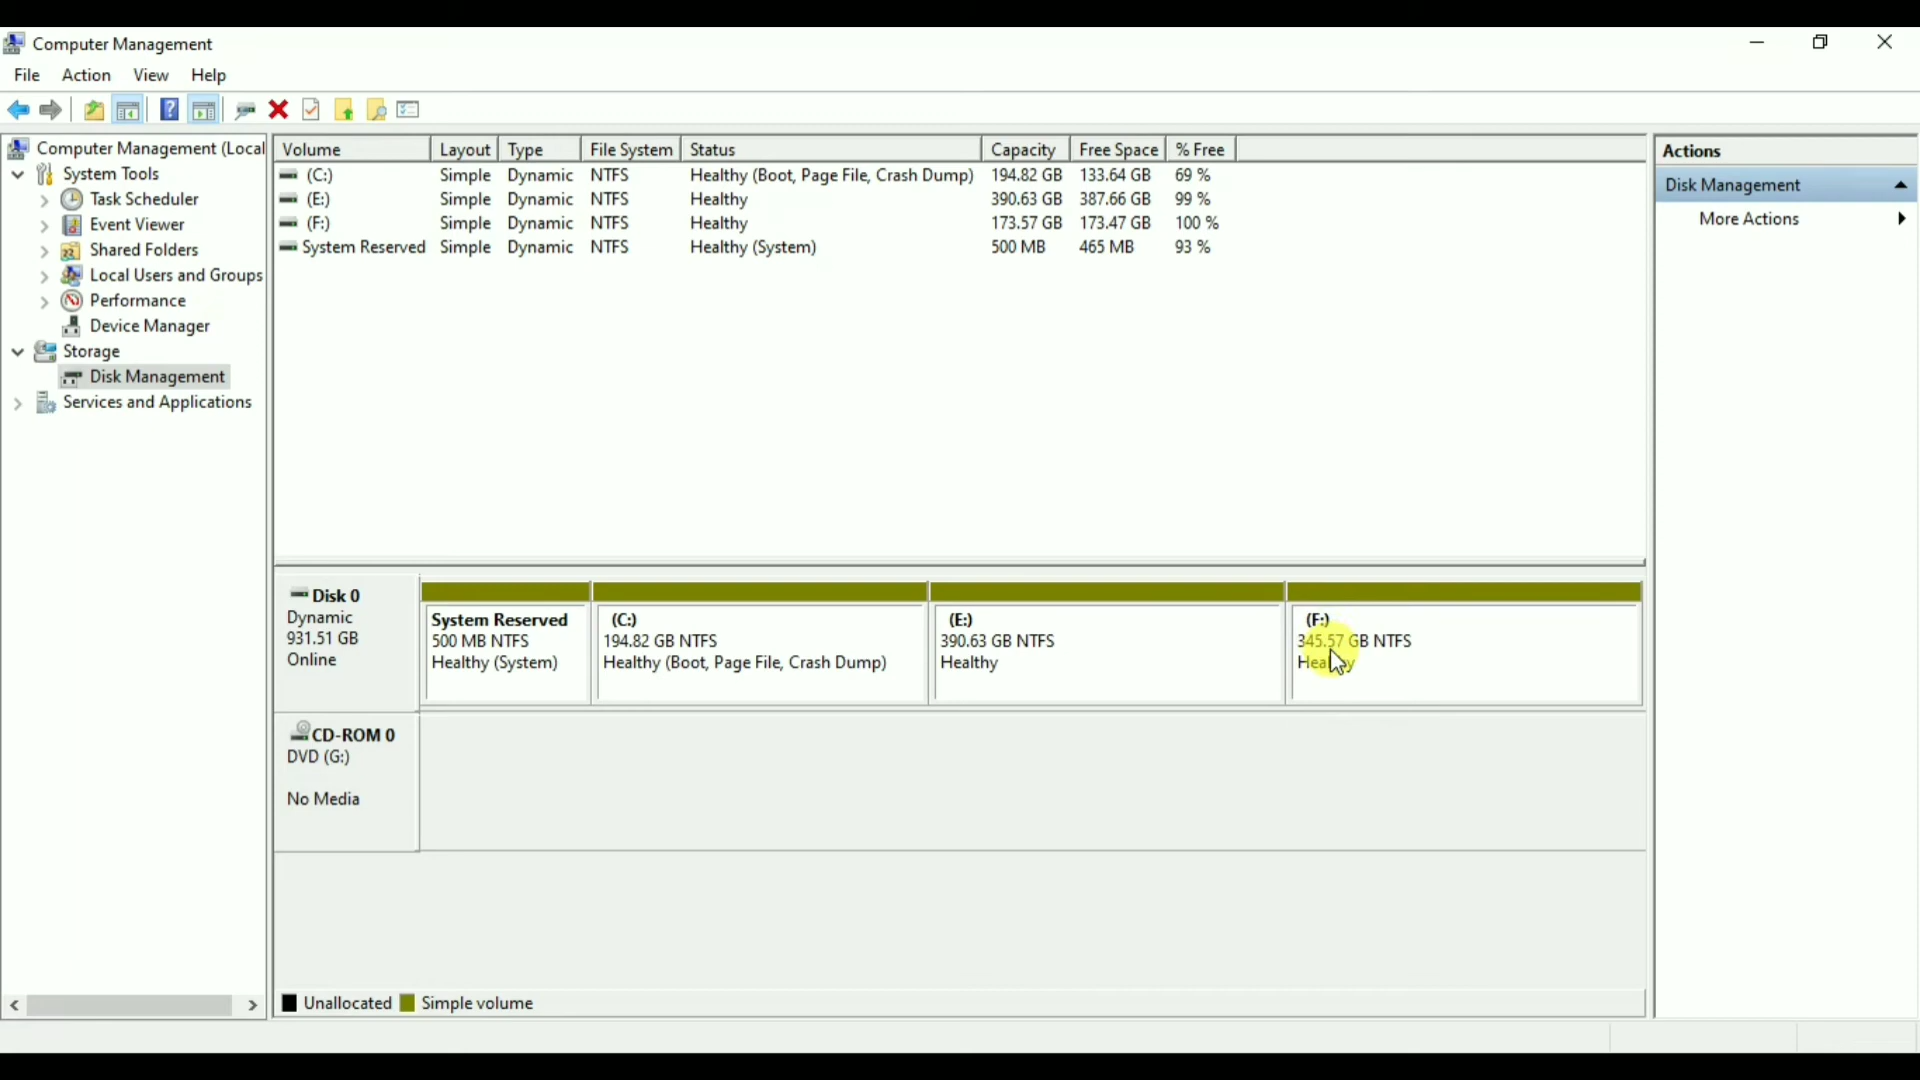 Computer Management
File Action View Help
Computer Management (Local
System Tools
Task Scheduler
Event Viewer
Shared Folders
Local Users and Groups
Performance
Device Manager
Storage
Disk Management
Services and Applications
Volume Layout Type File System Status Capacity Free Space % Free
(C:) Simple Dynamic NTFS Healthy (Boot, Page File, Crash Dump) 194.82 GB 133.64 GB 69 %
(E:) Simple Dynamic NTFS Healthy 390.63 GB 387.66 GB 99 %
(F:) Simple Dynamic NTFS Healthy 173.57 GB 173.47 GB 100 %
System Reserved Simple Dynamic NTFS Healthy (System) 500 MB 465 MB 93 %
Disk 0
Dynamic
931.51 GB
Online
System Reserved
500 MB NTFS
Healthy (System)
(C:)
194.82 GB NTFS
Healthy (Boot, Page File, Crash Dump)
(E:)
390.63 GB NTFS
Healthy
(F:)
345.57 GB NTFS
Healthy
CD-ROM 0
DVD (G:)
No Media
Unallocated Simple volume
Actions
Disk Management
More Actions